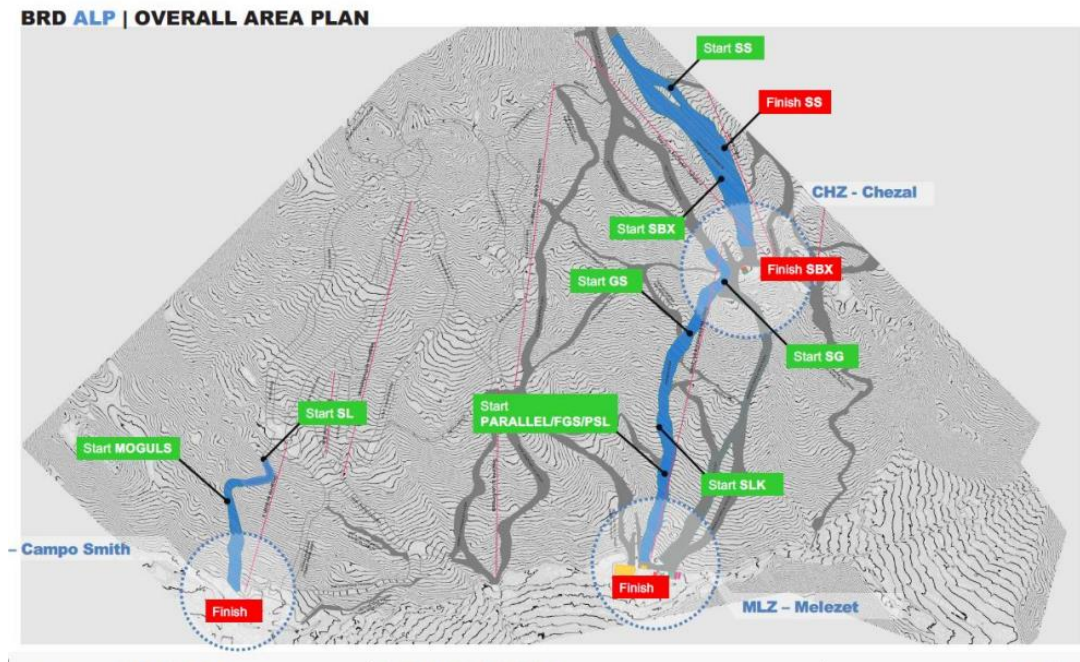 BRD ALP | OVERALL AREA PLAN
Start SS
Finish SS
CHZ - Chezal
Start SBX
Finish SBX
Start GS
Start SG
Start
PARALLEL/FGS/PSL
Start SL
Start MOGULS
Start SLK
– Campo Smith
Finish
Finish
MLZ – Melezet